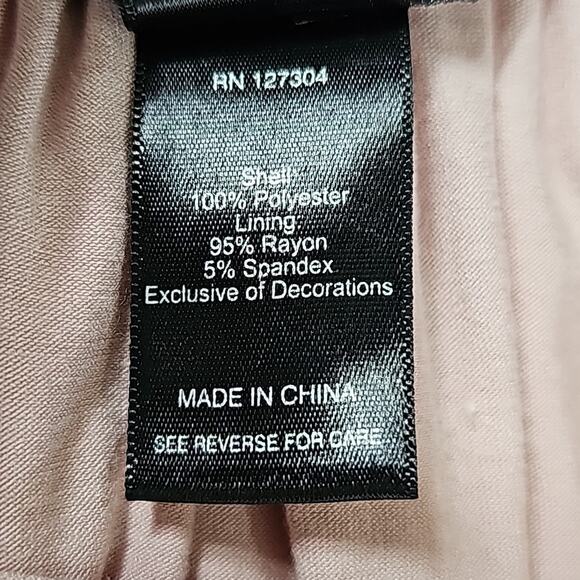 RN 127304
Shell
100% Polyester
Lining
95% Rayon
5% Spandex
Exclusive of Decorations
MADE IN CHINA
SEE REVERSE FOR CARE